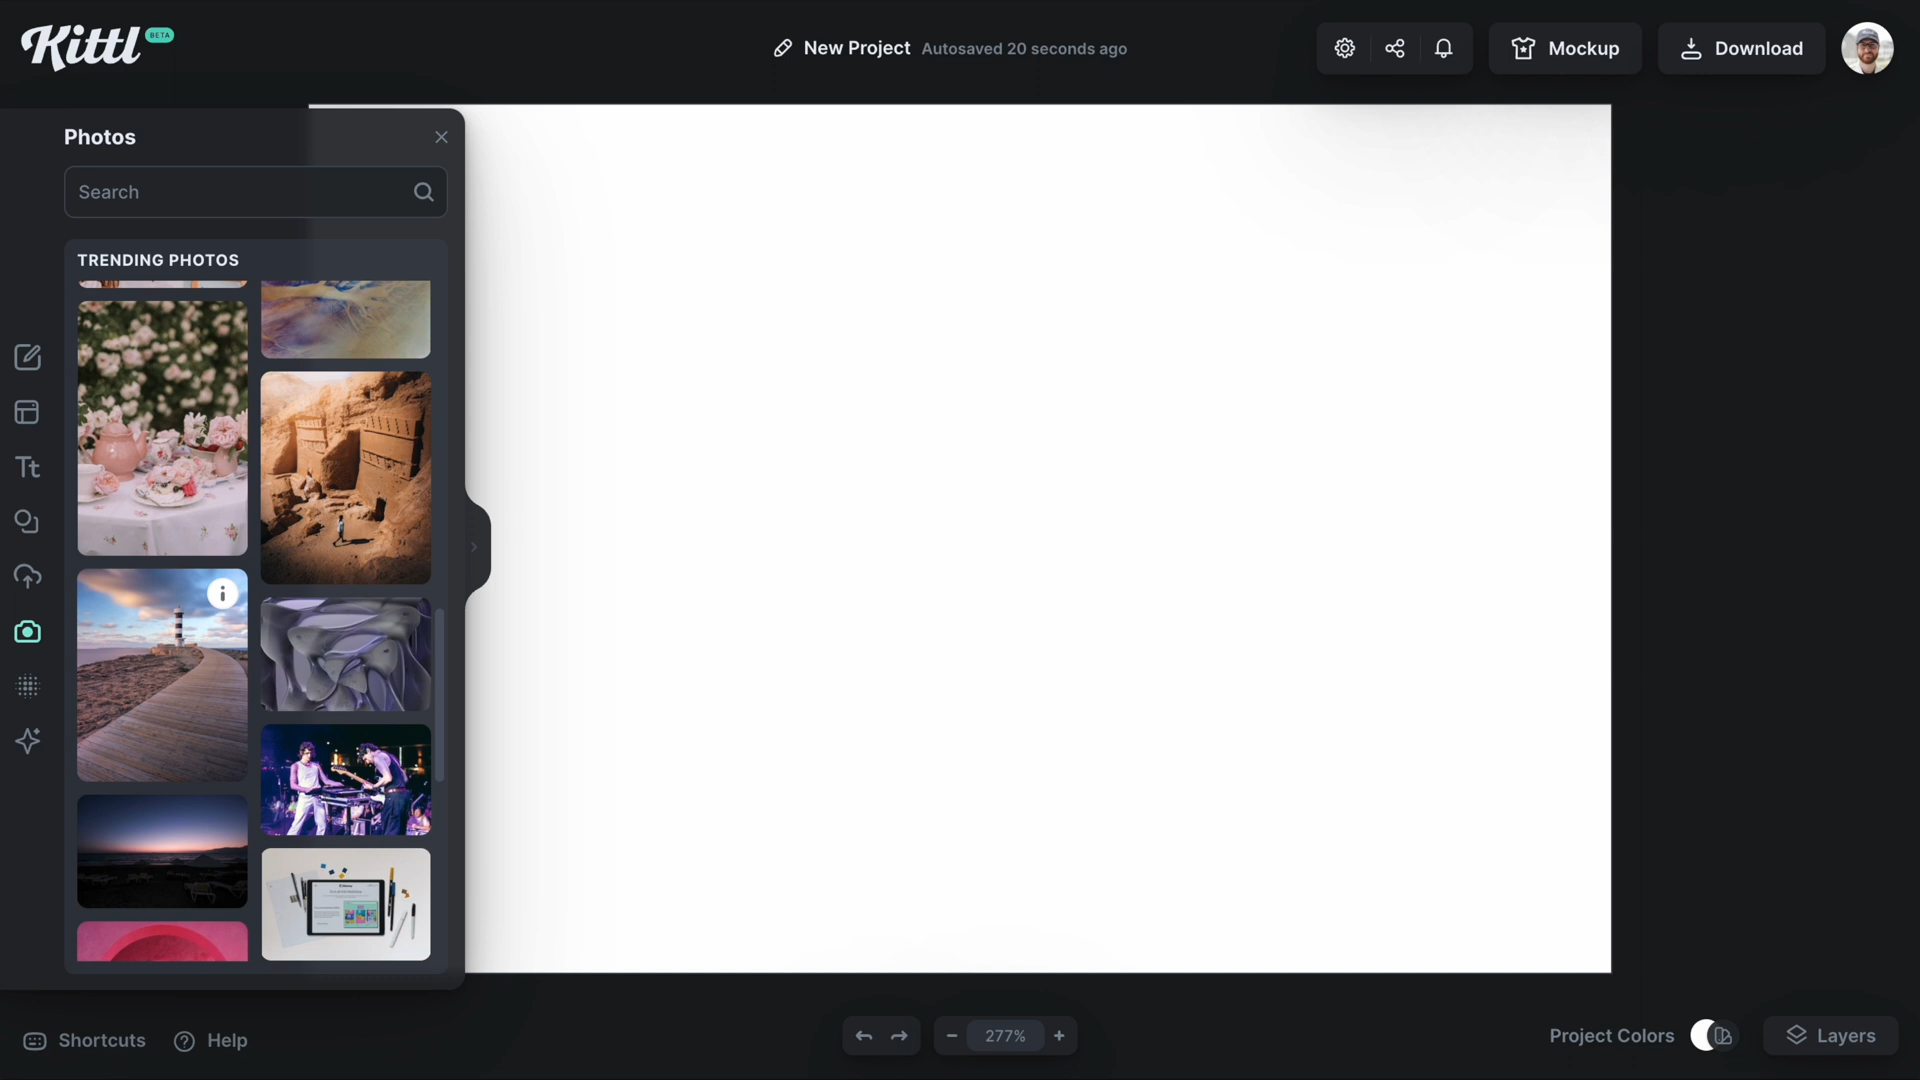 Kittl BETA
New Project Autosaved 20 seconds ago
Mockup
Download
Photos
Search
TRENDING PHOTOS
Tt
Shortcuts
Help
277%
Project Colors
Layers